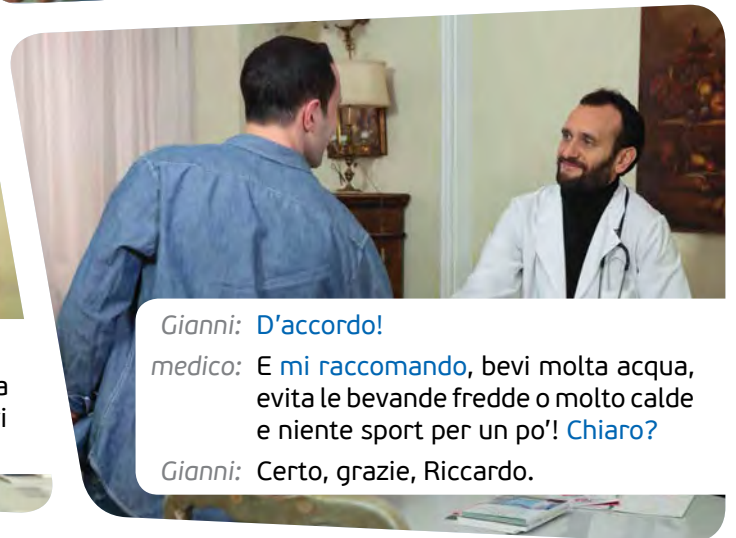 Gianni: D'accordo!
medico: E mi raccomando, bevi molta acqua,
evita le bevande fredde o molto calde
e niente sport per un po'! Chiaro?
Gianni: Certo, grazie, Riccardo.
a
i